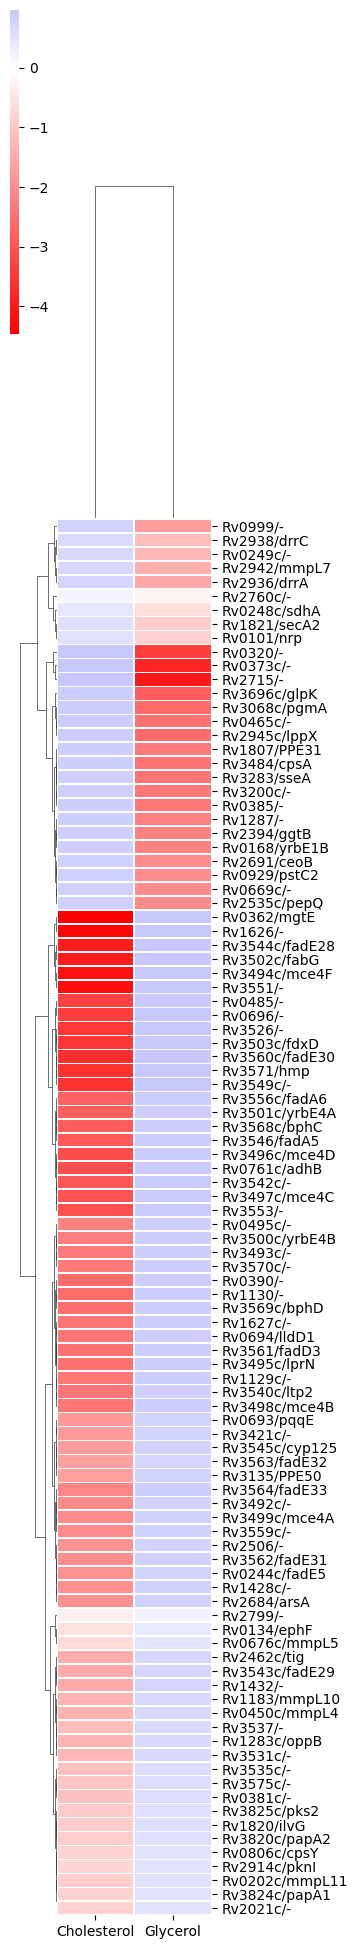 0
−1
−2
−3
−4
Rv0999/-
Rv2938/drrC
Rv0249c/-
Rv2942/mmpL7
Rv2936/drrA
Rv2760c/-
Rv0248c/sdhA
Rv1821/secA2
Rv0101/nrp
Rv0320/-
Rv0373c/-
Rv2715/-
Rv3696c/glpK
Rv3068c/pgmA
Rv0465c/-
Rv2945c/lppX
Rv1807/PPE31
Rv3484/cpsA
Rv3283/sseA
Rv3200c/-
Rv0385/-
Rv1287/-
Rv2394/ggtB
Rv0168/yrbE1B
Rv2691/ceoB
Rv0929/pstC2
Rv0669c/-
Rv2535c/pepQ
Rv0362/mgtE
Rv1626/-
Rv3544c/fadE28
Rv3502c/fabG
Rv3494c/mce4F
Rv3551/-
Rv0485/-
Rv0696/-
Rv3526/-
Rv3503c/fdxD
Rv3560c/fadE30
Rv3571/hmp
Rv3549c/-
Rv3556c/fadA6
Rv3501c/yrbE4A
Rv3568c/bphC
Rv3546/fadA5
Rv3496c/mce4D
Rv0761c/adhB
Rv3542c/-
Rv3497c/mce4C
Rv3553/-
Rv0495c/-
Rv3500c/yrbE4B
Rv3493c/-
Rv3570c/-
Rv0390/-
Rv1130/-
Rv3569c/bphD
Rv1627c/-
Rv0694/lldD1
Rv3561/fadD3
Rv3495c/lprN
Rv1129c/-
Rv3540c/ltp2
Rv3498c/mce4B
Rv0693/pqqE
Rv3421c/-
Rv3545c/cyp125
Rv3563/fadE32
Rv3135/PPE50
Rv3564/fadE33
Rv3492c/-
Rv3499c/mce4A
Rv3559c/-
Rv2506/-
Rv3562/fadE31
Rv0244c/fadE5
Rv1428c/-
Rv2684/arsA
Rv2799/-
Rv0134/ephF
Rv0676c/mmpL5
Rv2462c/tig
Rv3543c/fadE29
Rv1432/-
Rv1183/mmpL10
Rv0450c/mmpL4
Rv3537/-
Rv1283c/oppB
Rv3531c/-
Rv3535c/-
Rv3575c/-
Rv0381c/-
Rv3825c/pks2
Rv1820/ilvG
Rv3820c/papA2
Rv0806c/cpsY
Rv2914c/pknI
Rv0202c/mmpL11
Rv3824c/papA1
Rv2021c/-
Cholesterol Glycerol